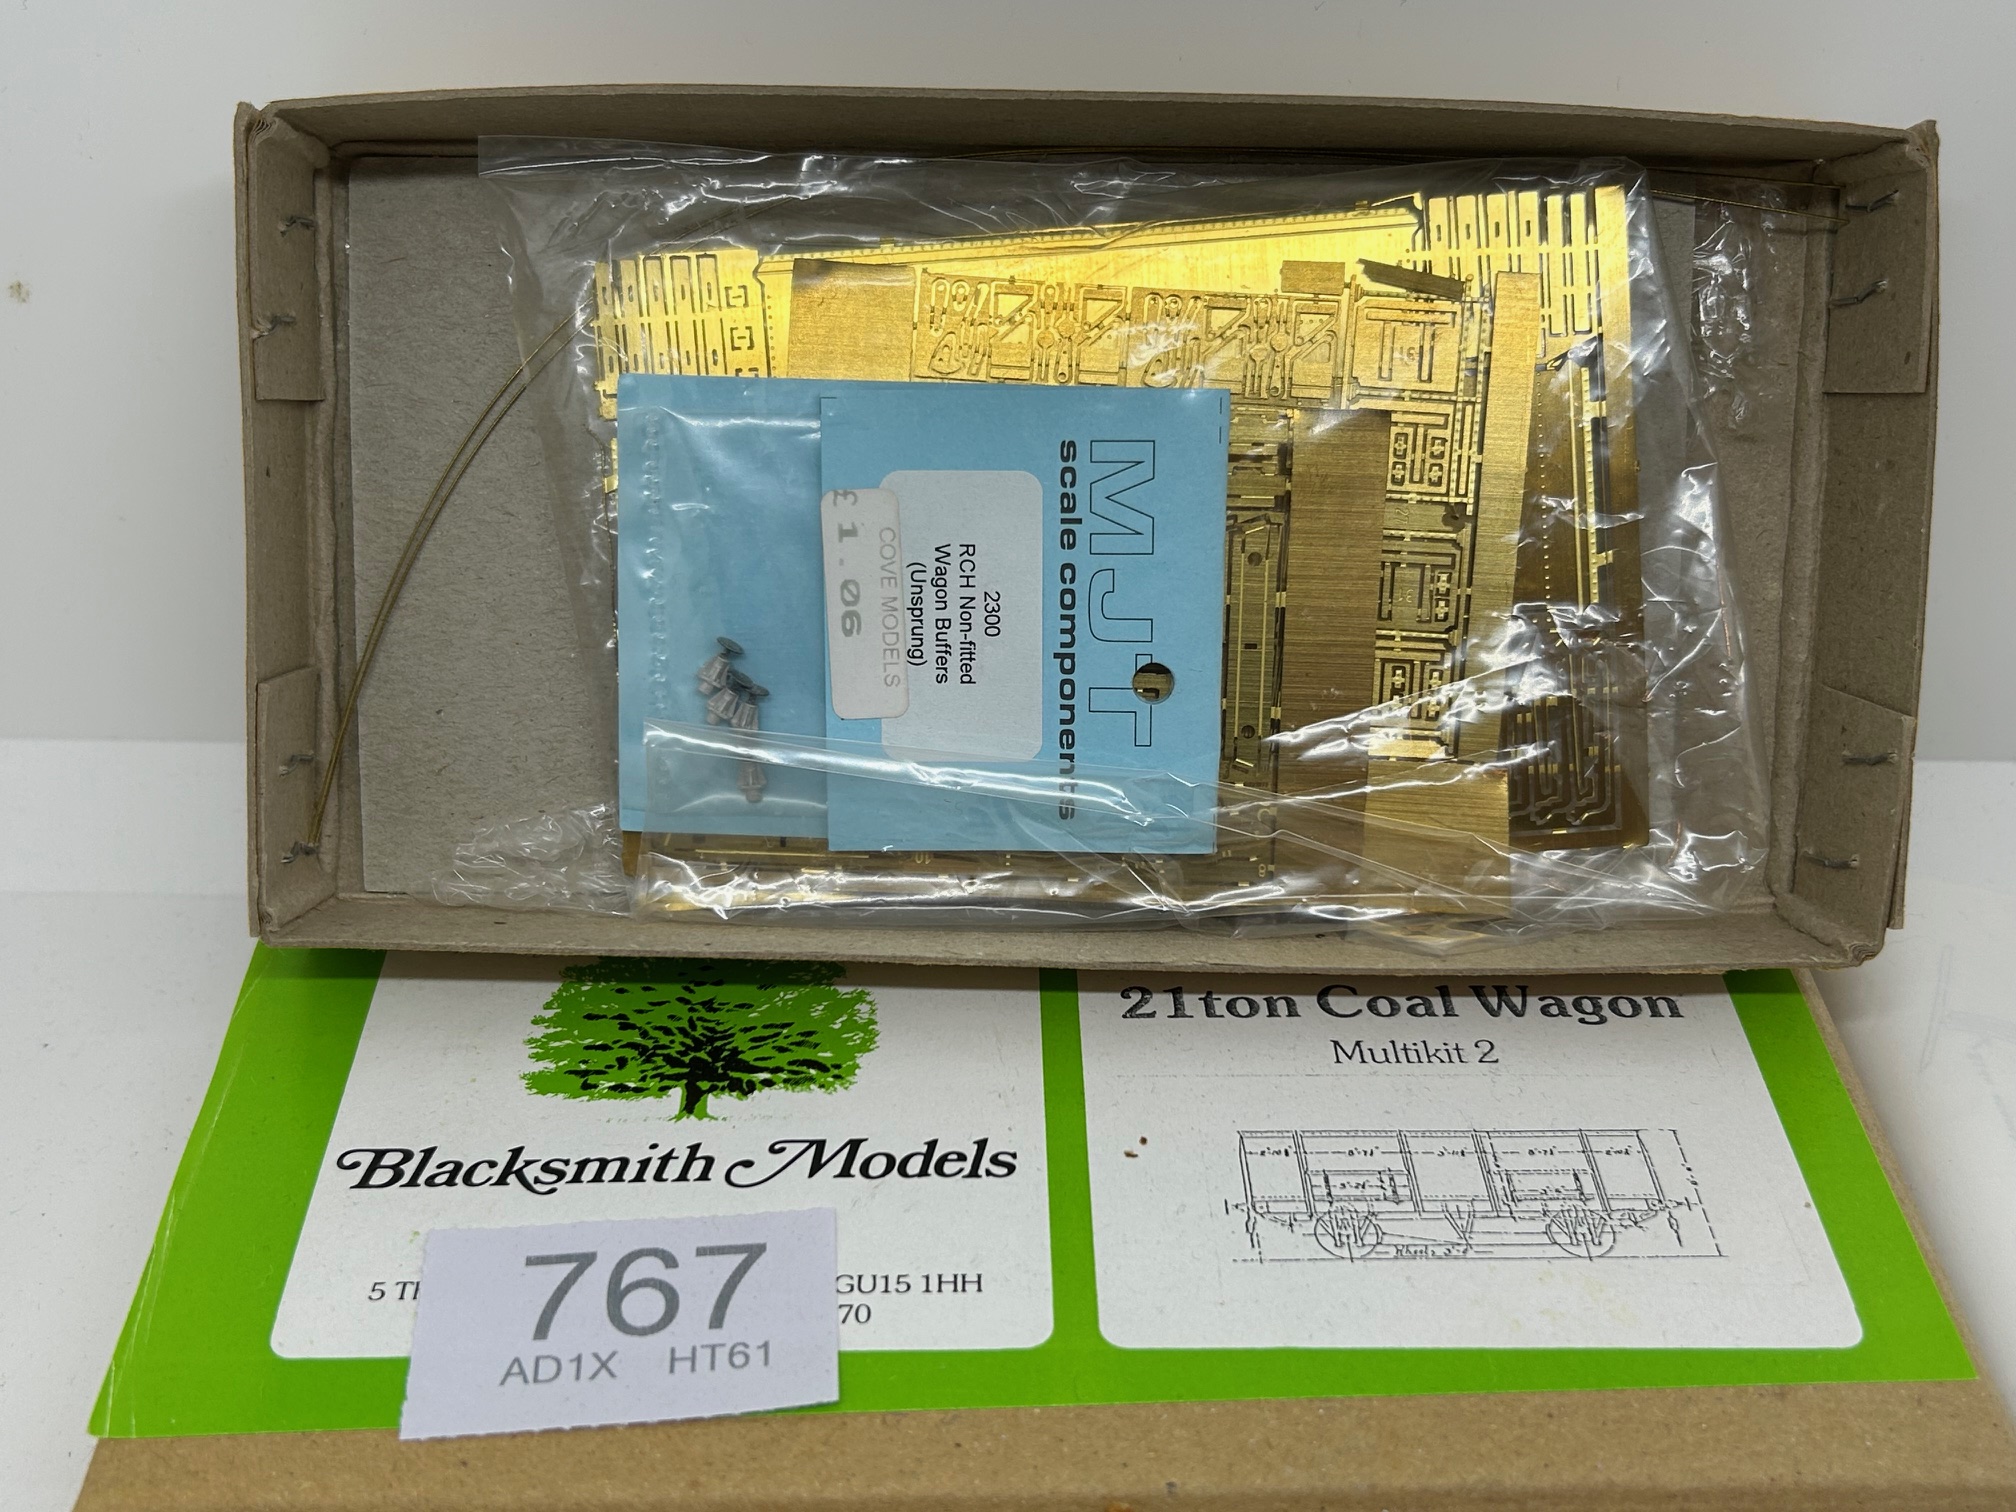 MJT
scale components
2300
RCH Non-fitted
Wagon Buffers
(Unsprung)
COVE MODELS
£1.06
Blacksmith Models
5 GU15 1HH
70
767
AD1X HT61
21ton Coal Wagon
Multikit 2